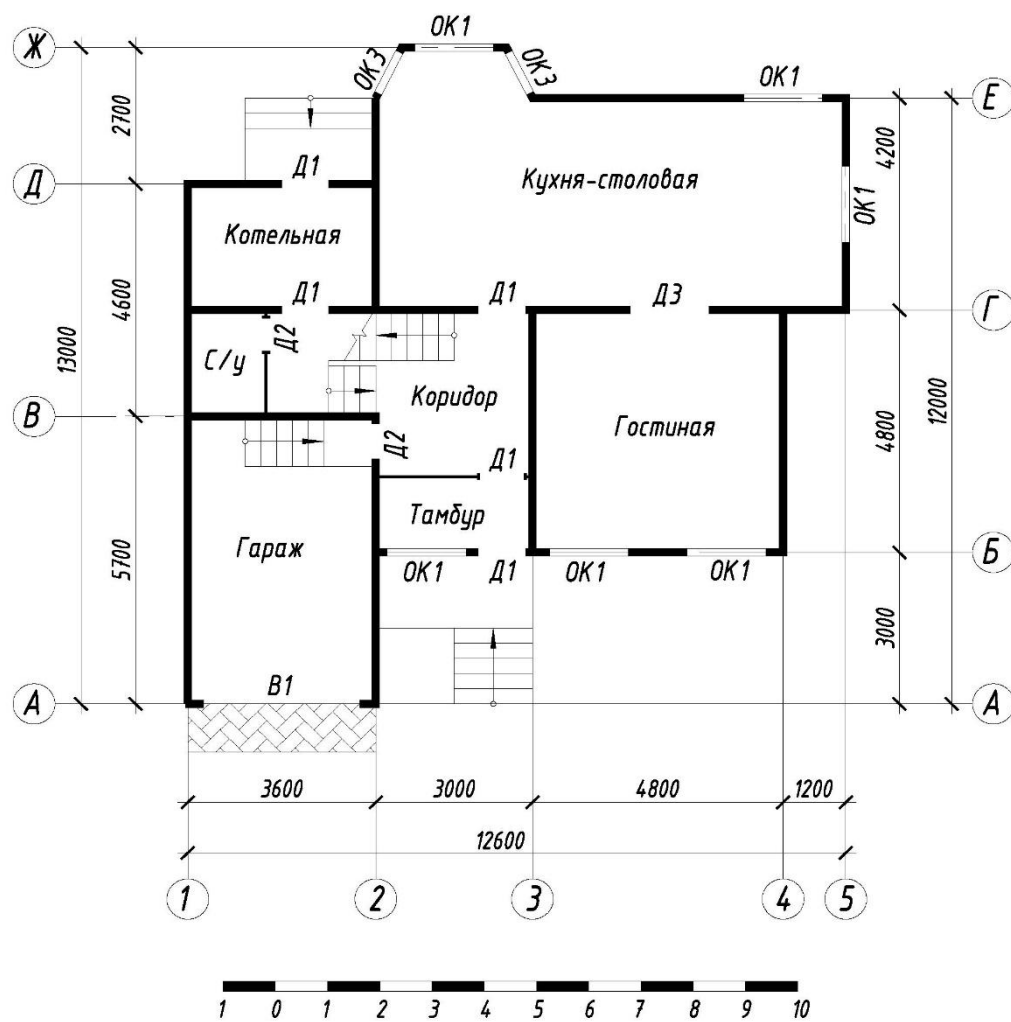 ОК1
Ж
ОК3
ОК3
ОК1
Е
2700
4200
Д1
Д
Кухня-столовая
ОК1
Котельная
Д1
Д1
Д3
Г
4600
13000
С/у
Д2
12000
Коридор
Гостиная
4800
В
Д2
Д1
Тамбур
Гараж
Б
ОК1
Д1
ОК1
ОК1
5700
3000
В1
А
А
3600
3000
4800
1200
12600
1
2
3
4
5
1 0 1 2 3 4 5 6 7 8 9 10